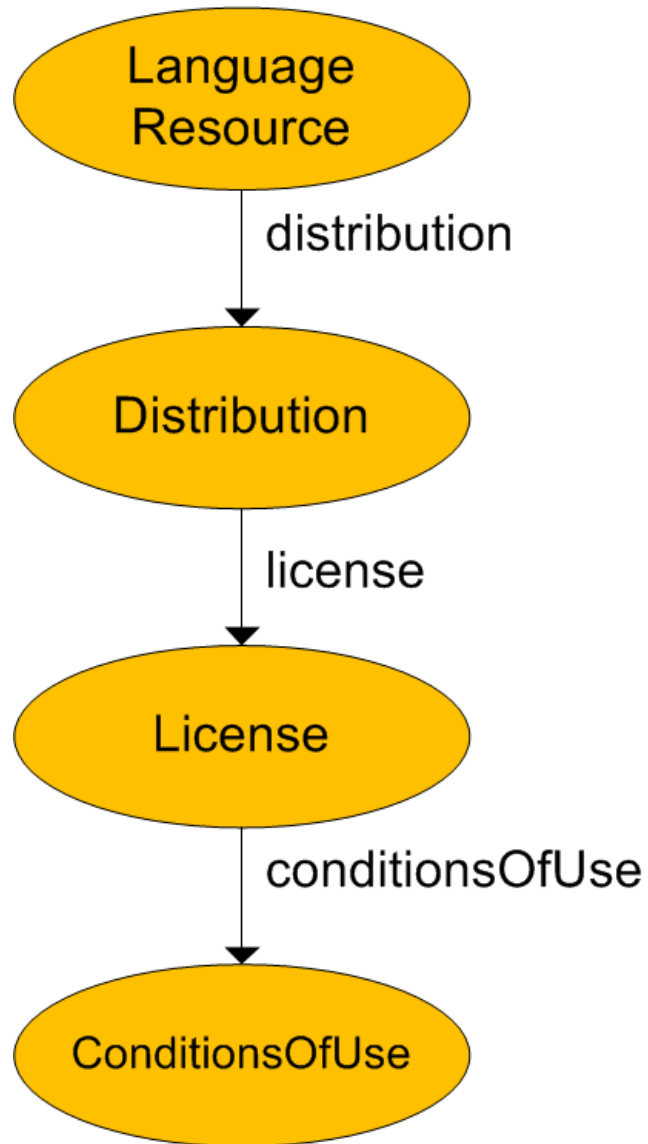 Language
Resource
distribution
Distribution
license
License
conditionsOfUse
ConditionsOfUse